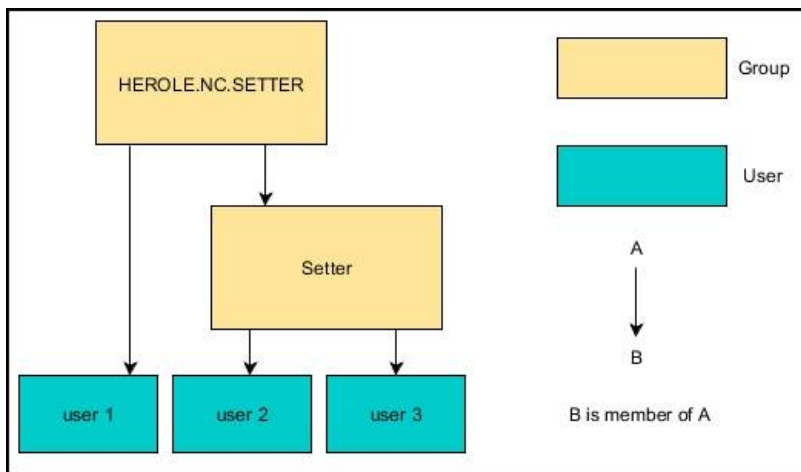 HEROLE.NC.SETTER
Group
User
Setter
A
B
user 1
user 2
user 3
B is member of A